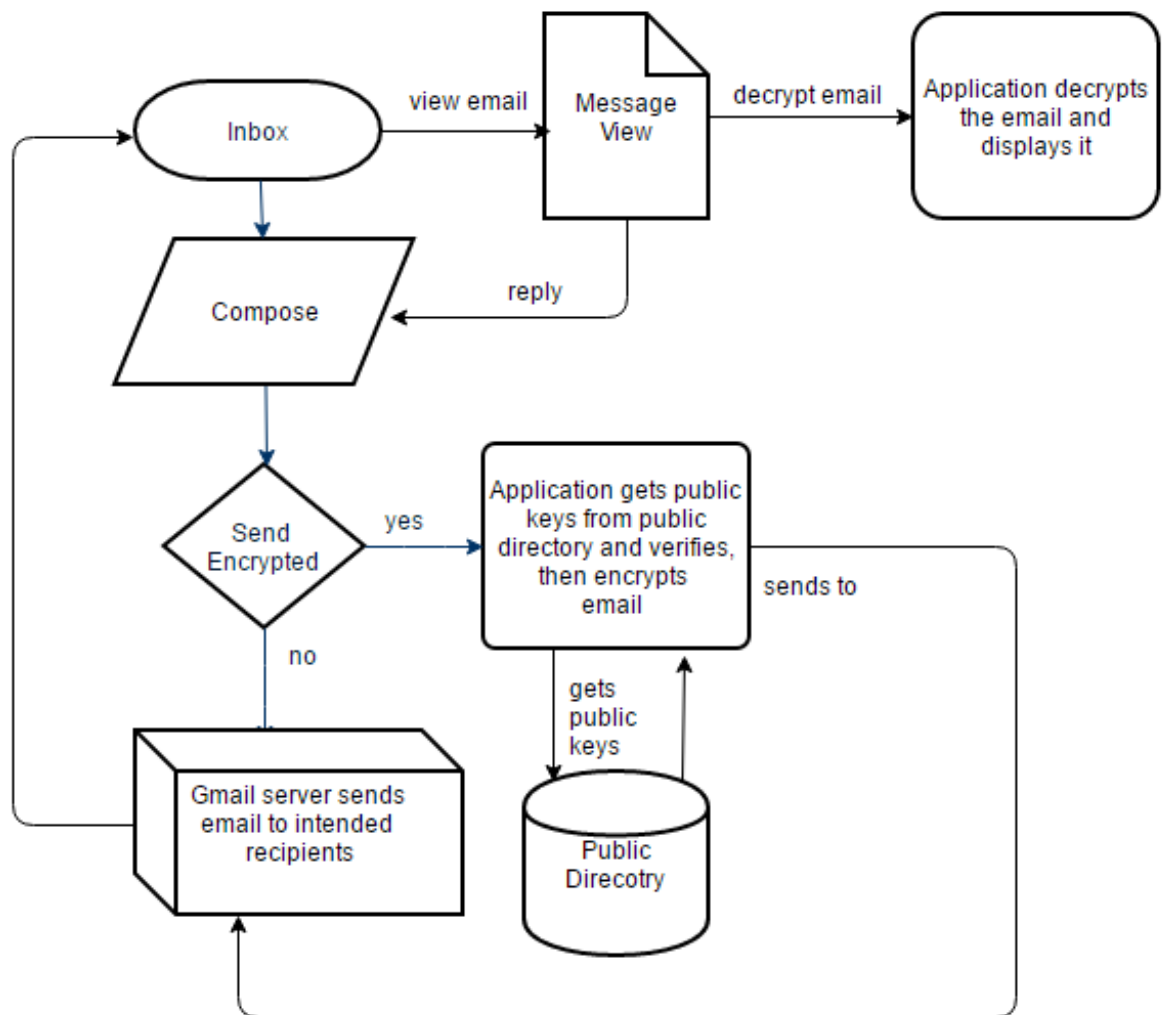 Inbox
view email
Message
View
decrypt email
Application decrypts
the email and
displays it
Compose
reply
Send
Encrypted
yes
Application gets public
keys from public
directory and verifies,
then encrypts
email
sends to
no
gets
public
keys
Gmail server sends
email to intended
recipients
Public
Direcotry